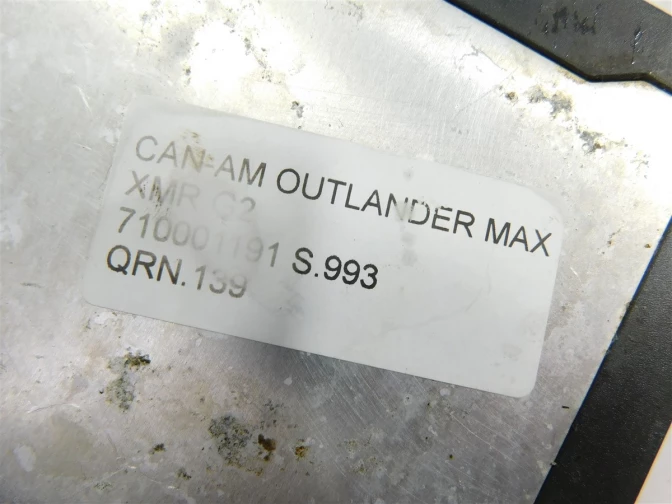 CAN-AM OUTLANDER MAX
XMR G2
710001191 S.993
QRN.139